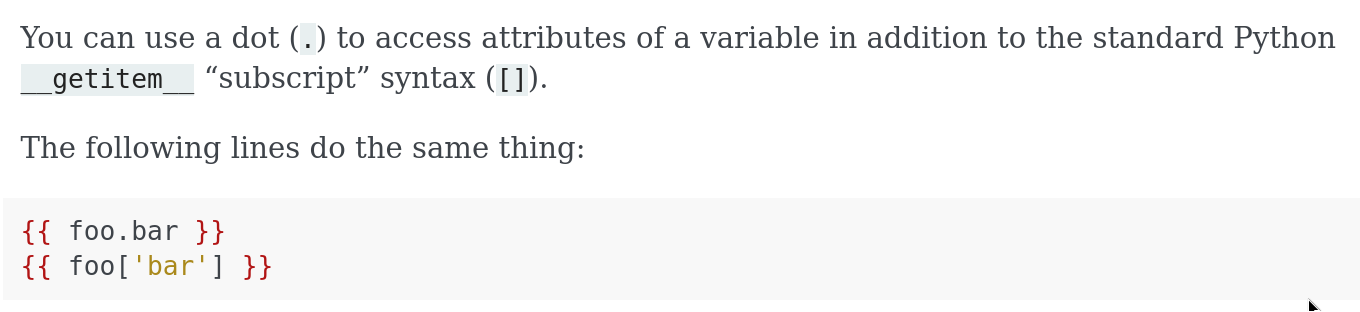 You can use a dot (.) to access attributes of a variable in addition to the standard Python
__getitem__ “subscript” syntax ([]).
The following lines do the same thing:
{{ foo.bar }}
{{ foo['bar'] }}